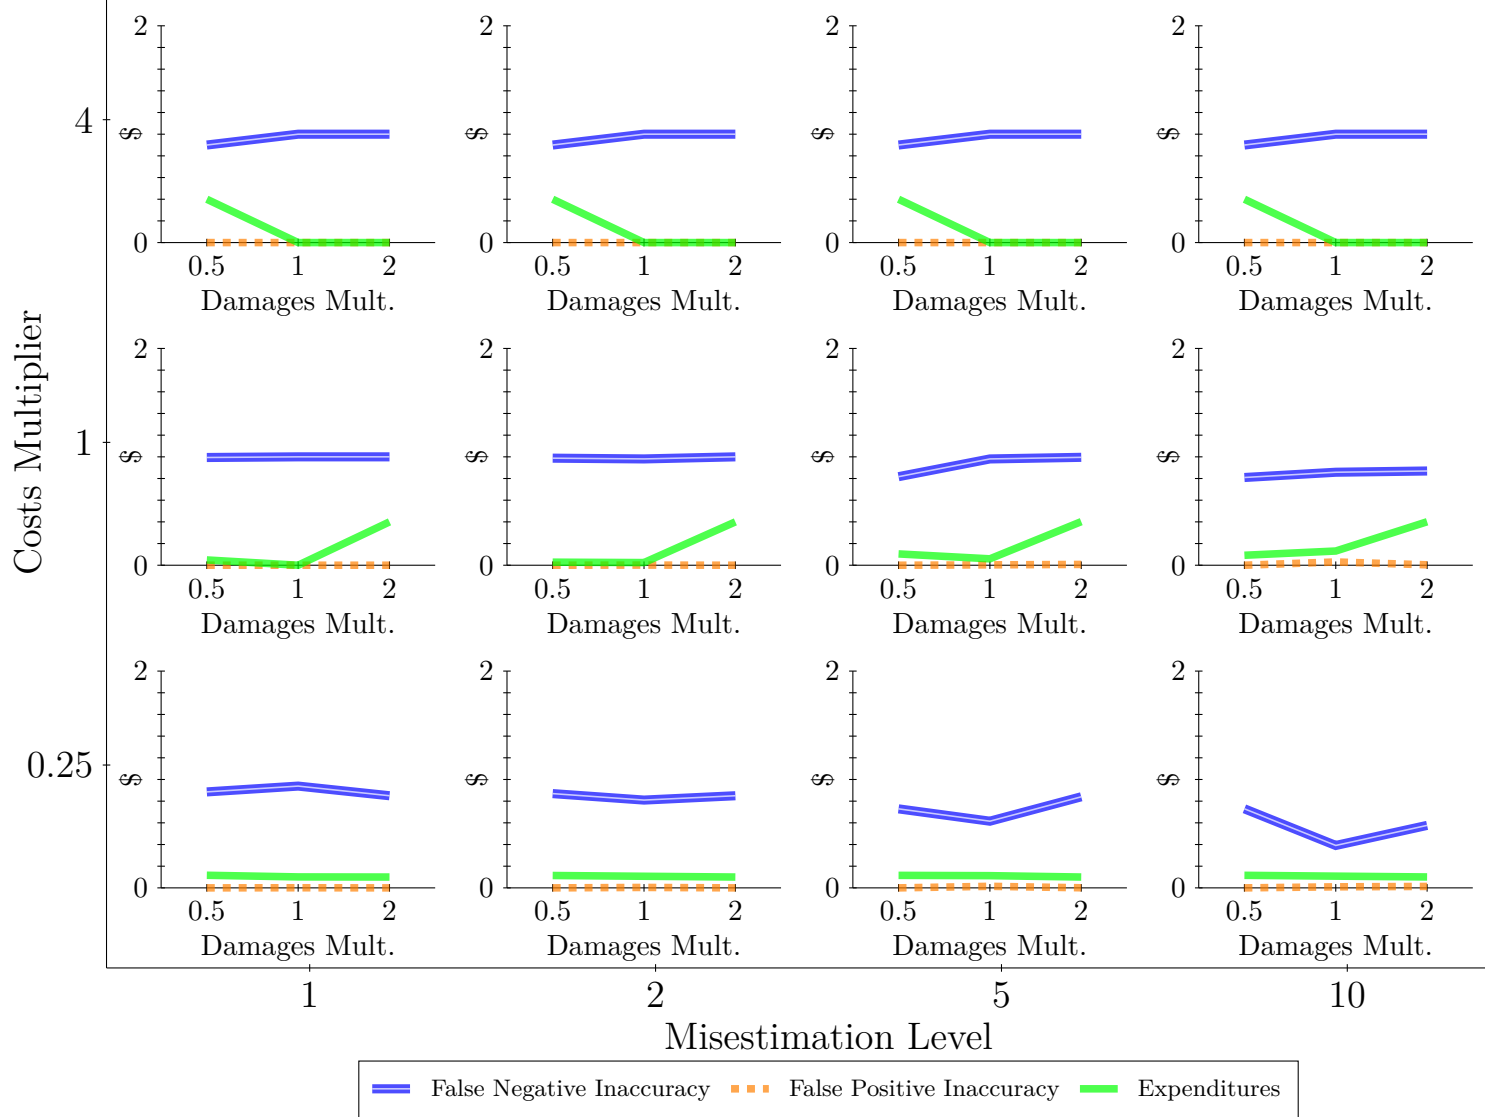 Costs Multiplier
4
2
$
0
0.5 1 2
Damages Mult.
2
$
0
0.5 1 2
Damages Mult.
2
$
0
0.5 1 2
Damages Mult.
2
$
0
0.5 1 2
Damages Mult.
1
2
$
0
0.5 1 2
Damages Mult.
2
$
0
0.5 1 2
Damages Mult.
2
$
0
0.5 1 2
Damages Mult.
2
$
0
0.5 1 2
Damages Mult.
0.25
2
$
0
0.5 1 2
Damages Mult.
2
$
0
0.5 1 2
Damages Mult.
2
$
0
0.5 1 2
Damages Mult.
2
$
0
0.5 1 2
Damages Mult.
1 2 5 10
Misestimation Level
False Negative Inaccuracy False Positive Inaccuracy Expenditures